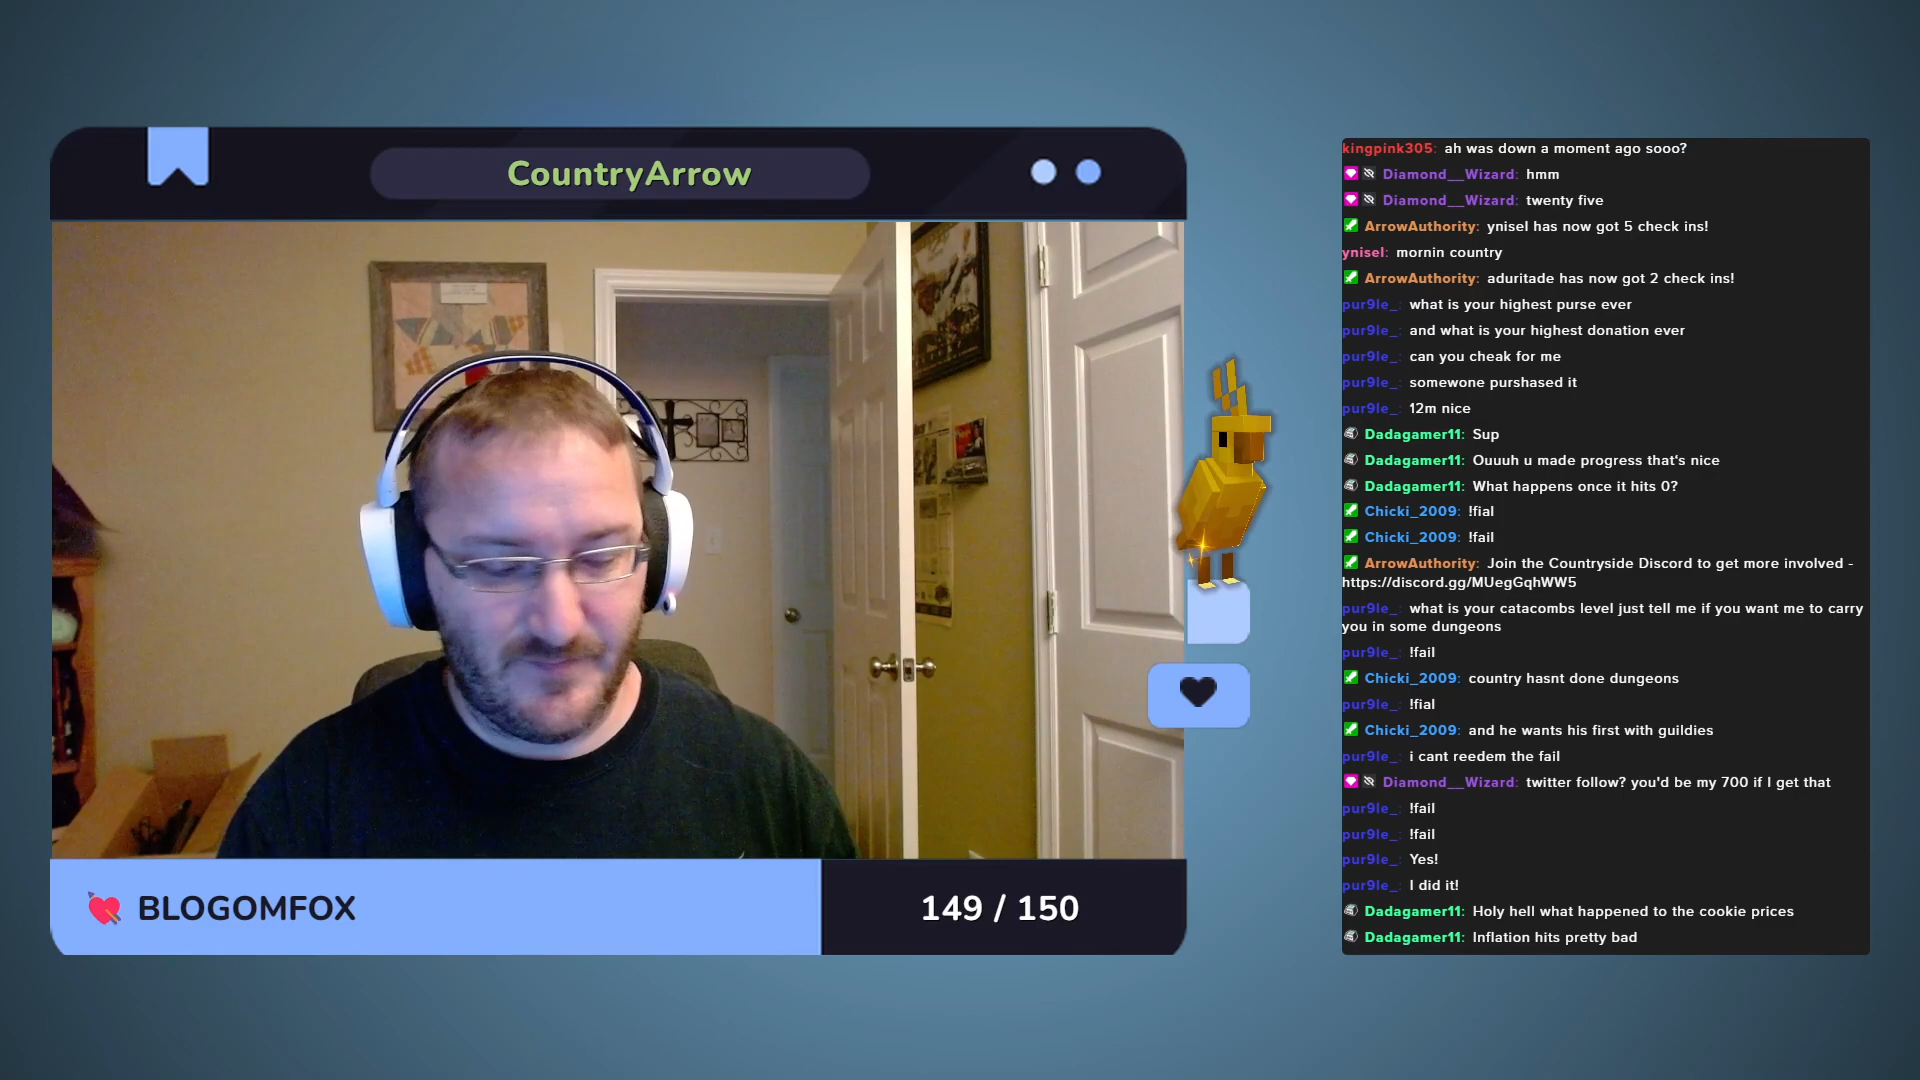 CountryArrow
BLOGOMFOX
149 / 150
kingpink305: ah was down a moment ago sooo?
Diamond__Wizard: hmm
Diamond__Wizard: twenty five
ArrowAuthority: ynisel has now got 5 check ins!
ynisel: mornin country
ArrowAuthority: aduritade has now got 2 check ins!
pur9le_: what is your highest purse ever
pur9le_: and what is your highest donation ever
pur9le_: can you cheak for me
pur9le_: somewone purshased it
pur9le_: 12m nice
Dadagamer11: Sup
Dadagamer11: Ouuuh u made progress that's nice
Dadagamer11: What happens once it hits 0?
Chicki_2009: !fial
Chicki_2009: !fail
ArrowAuthority: Join the Countryside Discord to get more involved -
https://discord.gg/MUegGqhWW5
pur9le_: what is your catacombs level just tell me if you want me to carry
you in some dungeons
pur9le_: !fail
Chicki_2009: country hasnt done dungeons
pur9le_: !fial
Chicki_2009: and he wants his first with guildies
pur9le_: i cant reedem the fail
Diamond__Wizard: twitter follow? you'd be my 700 if I get that
pur9le_: !fail
pur9le_: !fail
pur9le_: Yes!
pur9le_: I did it!
Dadagamer11: Holy hell what happened to the cookie prices
Dadagamer11: Inflation hits pretty bad